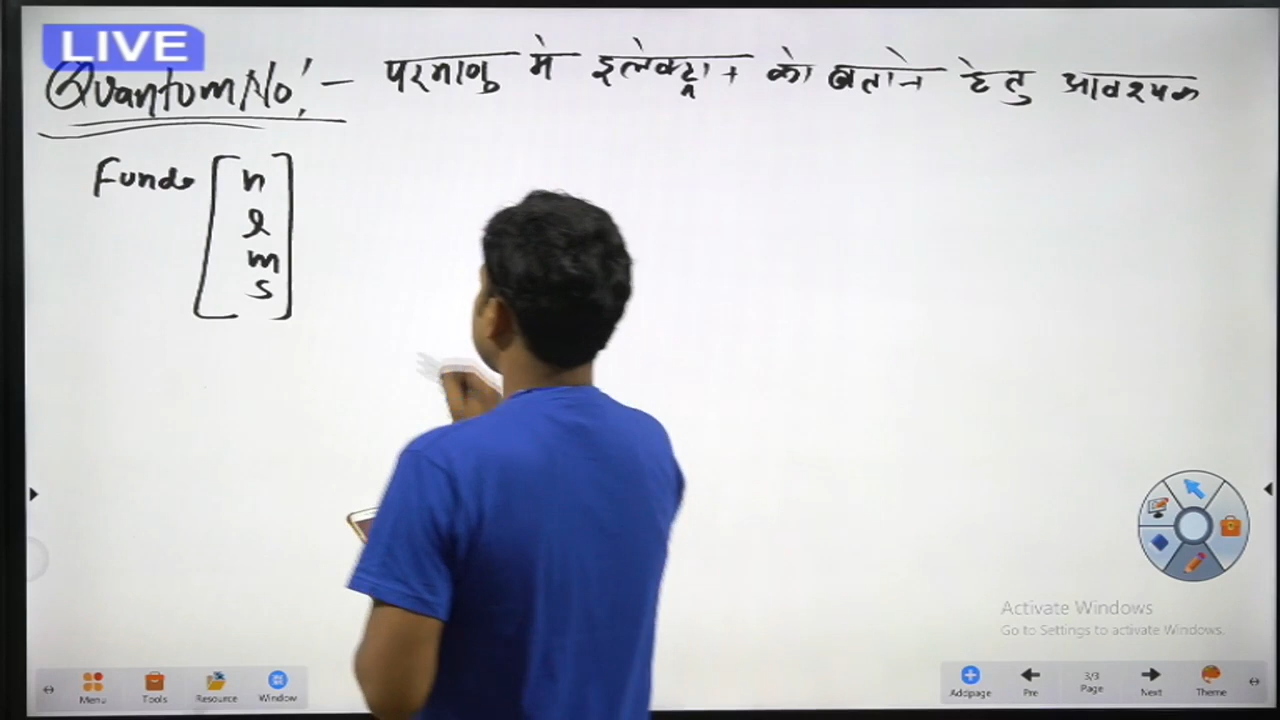 LIVE
Quantum No! - परमाणु मे इलेक्ट्रान को बताने हेतु आवश्यक
Funda
n
l
m
s
Activate Windows
Go to Settings to activate Windows.
Menu Tools Resource Window
Addpage Pre 3/3 Page Next Theme